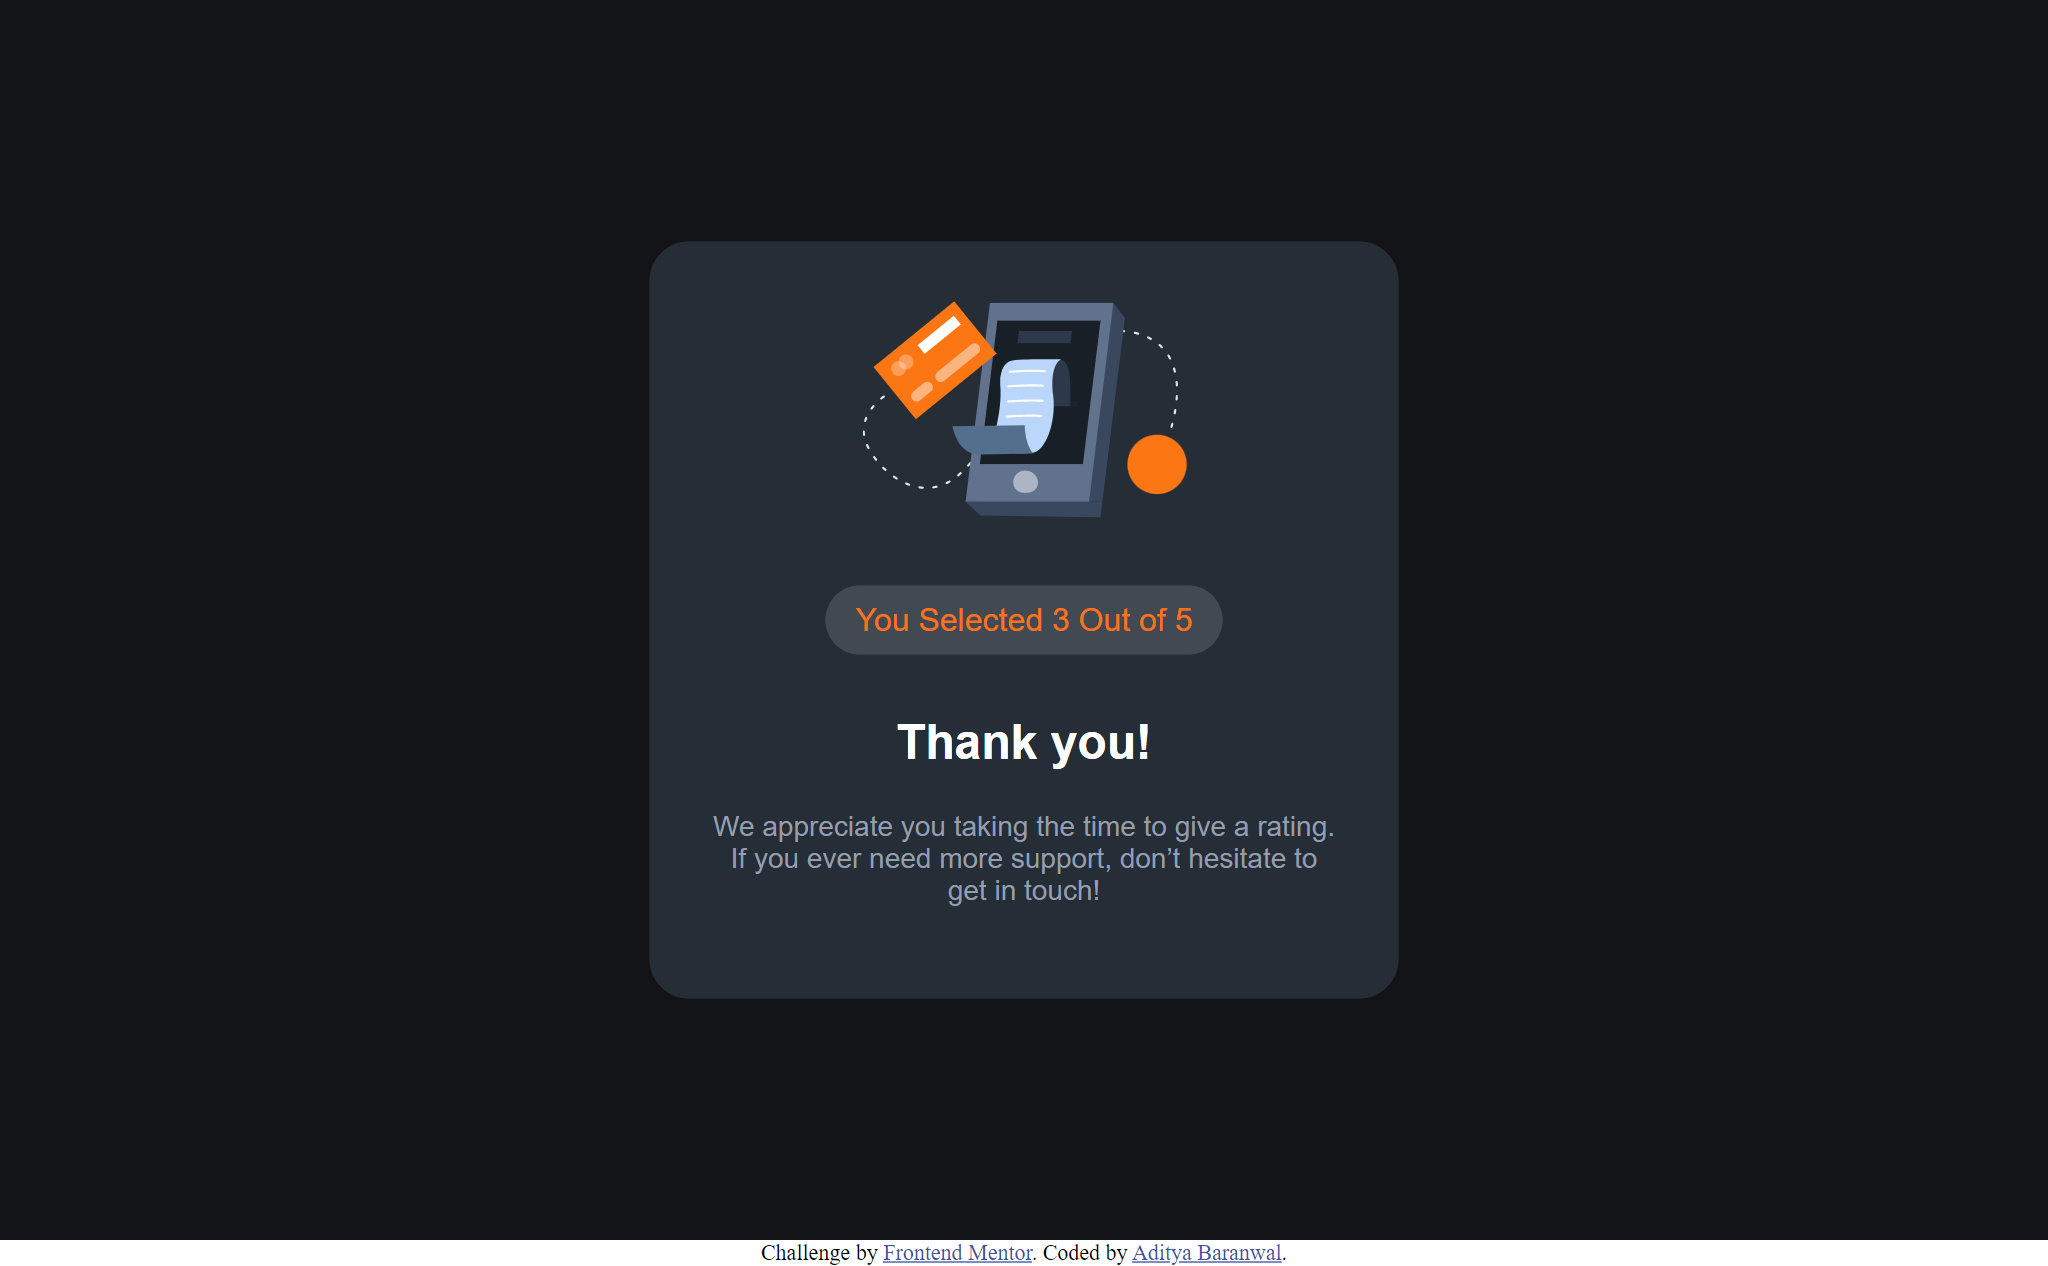 You Selected 3 Out of 5
Thank you!
We appreciate you taking the time to give a rating.
If you ever need more support, don’t hesitate to
get in touch!
Challenge by Frontend Mentor. Coded by Aditya Baranwal.